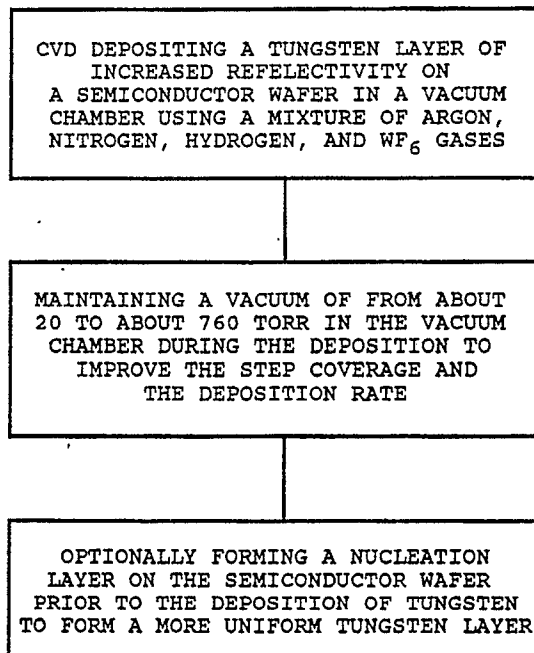 CVD DEPOSITING A TUNGSTEN LAYER OF
INCREASED REFELECTIVITY ON
A SEMICONDUCTOR WAFER IN A VACUUM
CHAMBER USING A MIXTURE OF ARGON,
NITROGEN, HYDROGEN, AND WF6 GASES
MAINTAINING A VACUUM OF FROM ABOUT
20 TO ABOUT 760 TORR IN THE VACUUM
CHAMBER DURING THE DEPOSITION TO
IMPROVE THE STEP COVERAGE AND
THE DEPOSITION RATE
OPTIONALLY FORMING A NUCLEATION
LAYER ON THE SEMICONDUCTOR WAFER
PRIOR TO THE DEPOSITION OF TUNGSTEN
TO FORM A MORE UNIFORM TUNGSTEN LAYER